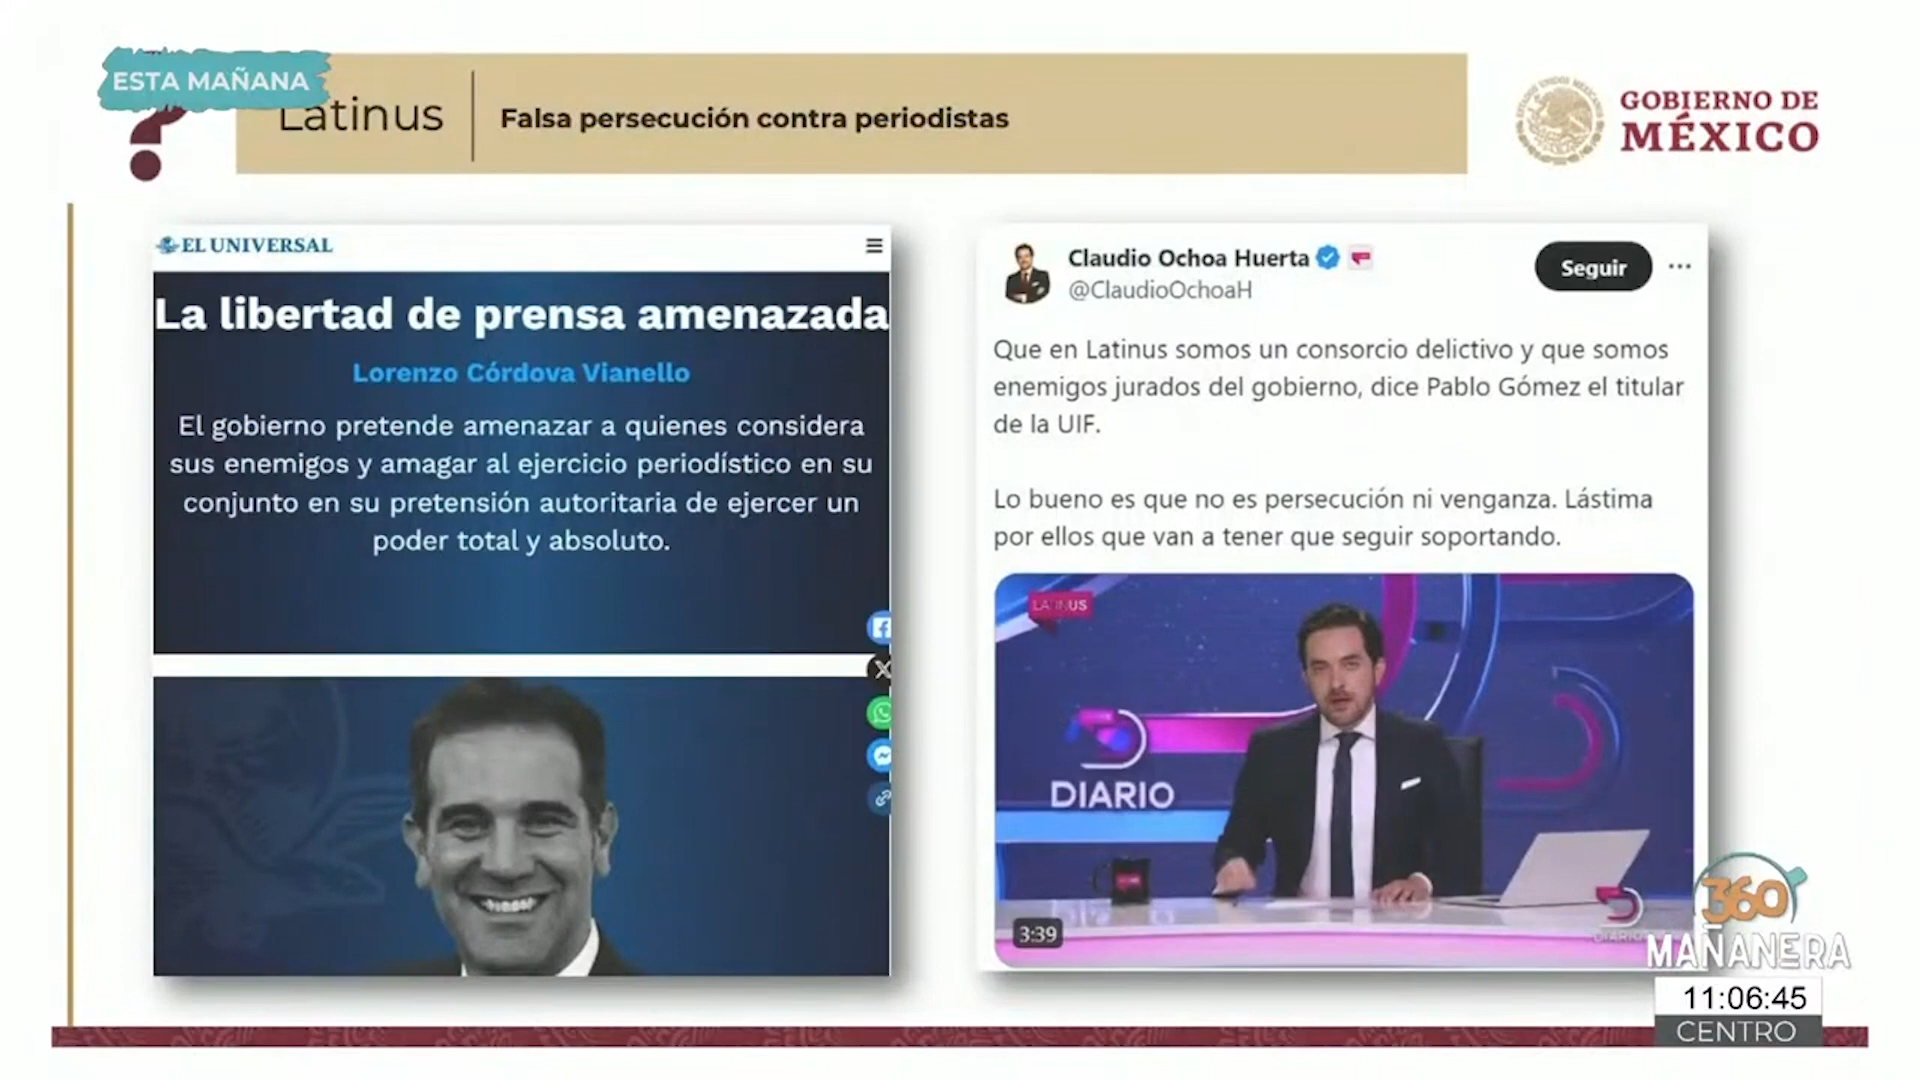 ESTA MAÑANA
Latinus
Falsa persecución contra periodistas
GOBIERNO DE
MÉXICO
EL UNIVERSAL
La libertad de prensa amenazada
Lorenzo Córdova Vianello
El gobierno pretende amenazar a quienes considera
sus enemigos y amagar al ejercicio periodístico en su
conjunto en su pretensión autoritaria de ejercer un
poder total y absoluto.
Claudio Ochoa Huerta
@ClaudioOchoaH
Seguir
Que en Latinus somos un consorcio delictivo y que somos
enemigos jurados del gobierno, dice Pablo Gómez el titular
de la UIF.
Lo bueno es que no es persecución ni venganza. Lástima
por ellos que van a tener que seguir soportando.
LATINUS
DIARIO
3:39
DIARIO
360
MAÑANERA
11:06:45
CENTRO